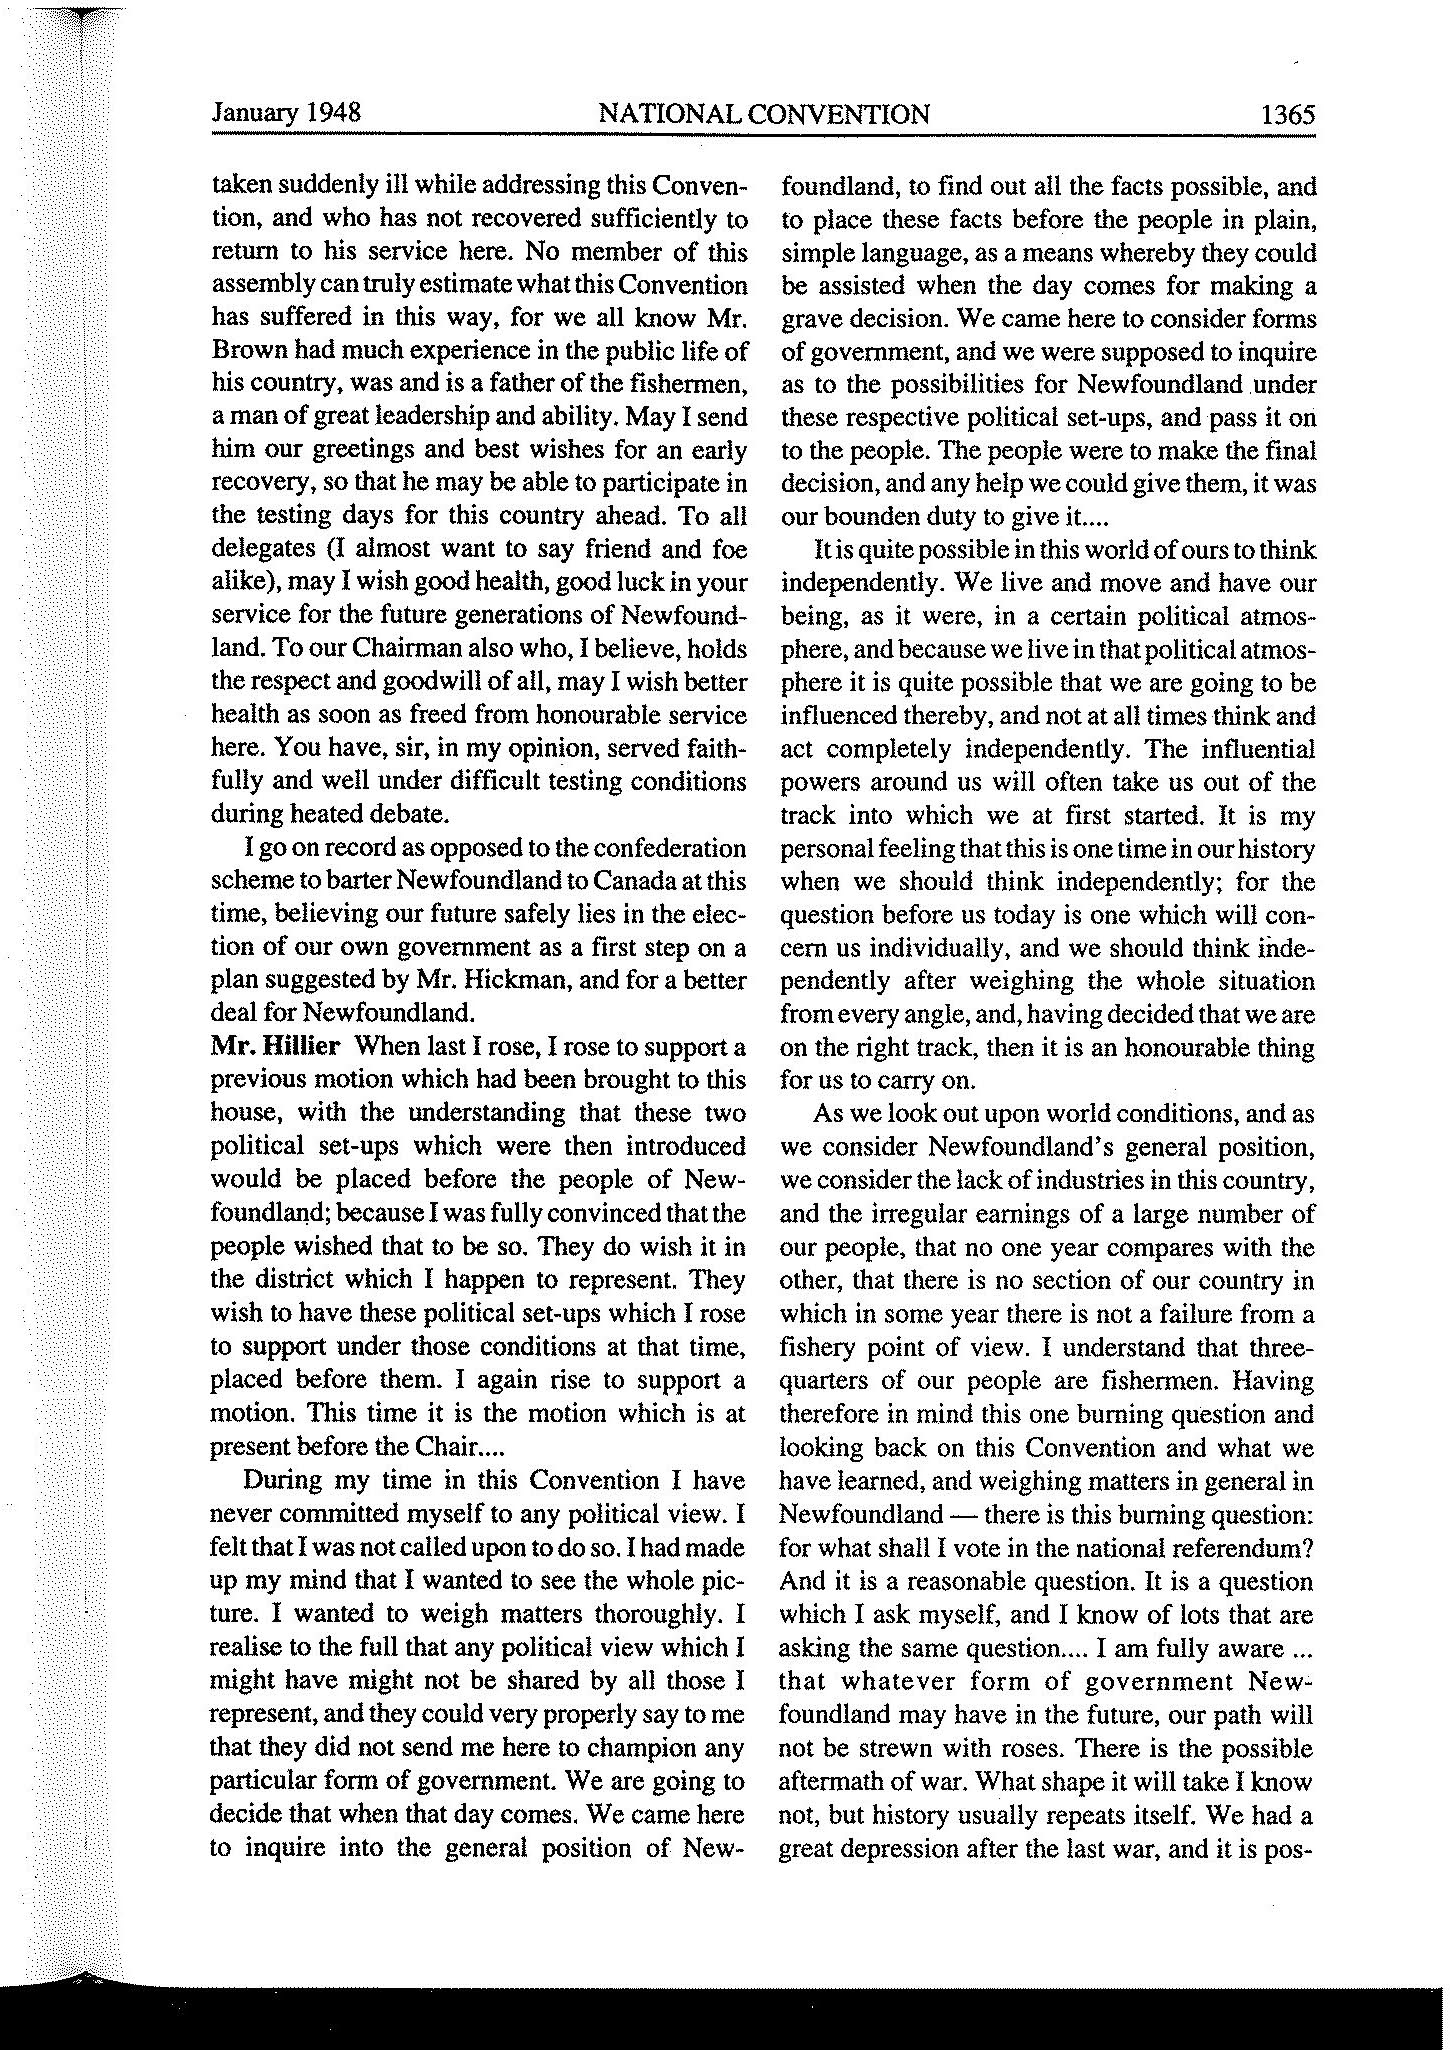 January 1948
NATIONAL CONVENTION
1365
taken suddenly ill while addressing this Conven-
tion, and who has not recovered sufficiently to
return to his service here. No member of this
assembly can truly estimate what this Convention
has suffered in this way, for we all know Mr.
Brown had much experience in the public life of
his country, was and is a father of the fishermen,
a man of great leadership and ability. May I send
him our greetings and best wishes for an early
recovery, so that he may be able to participate in
the testing days for this country ahead. To all
delegates (I almost want to say friend and foe
alike), may I wish good health, good luck in your
service for the future generations of Newfound-
land. To our Chairman also who, I believe, holds
the respect and goodwill of all, may I wish better
health as soon as freed from honourable service
here. You have, sir, in my opinion, served faith-
fully and well under difficult testing conditions
during heated debate.
I go on record as opposed to the confederation
scheme to barter Newfoundland to Canada at this
time, believing our future safely lies in the elec-
tion of our own government as a first step on a
plan suggested by Mr. Hickman, and for a better
deal for Newfoundland.
Mr. Hillier When last I rose, I rose to support a
previous motion which had been brought to this
house, with the understanding that these two
political set-ups which were then introduced
would be placed before the people of New-
foundland; because I was fully convinced that the
people wished that to be so. They do wish it in
the district which I happen to represent. They
wish to have these political set-ups which I rose
to support under those conditions at that time,
placed before them. I again rise to support a
motion. This time it is the motion which is at
present before the Chair....
During my time in this Convention I have
never committed myself to any political view. I
felt that I was not called upon to do so. I had made
up my mind that I wanted to see the whole pic-
ture. I wanted to weigh matters thoroughly. I
realise to the full that any political view which I
might have might not be shared by all those I
represent, and they could very properly say to me
that they did not send me here to champion any
particular form of government. We are going to
decide that when that day comes. We came here
to inquire into the general position of New-
foundland, to find out all the facts possible, and
to place these facts before the people in plain,
simple language, as a means whereby they could
be assisted when the day comes for making a
grave decision. We came here to consider forms
of government, and we were supposed to inquire
as to the possibilities for Newfoundland under
these respective political set-ups, and pass it on
to the people. The people were to make the final
decision, and any help we could give them, it was
our bounden duty to give it....
It is quite possible in this world of ours to think
independently. We live and move and have our
being, as it were, in a certain political atmos-
phere, and because we live in that political atmos-
phere it is quite possible that we are going to be
influenced thereby, and not at all times think and
act completely independently. The influential
powers around us will often take us out of the
track into which we at first started. It is my
personal feeling that this is one time in our history
when we should think independently; for the
question before us today is one which will con-
cern us individually, and we should think inde-
pendently after weighing the whole situation
from every angle, and, having decided that we are
on the right track, then it is an honourable thing
for us to carry on.
As we look out upon world conditions, and as
we consider Newfoundland's general position,
we consider the lack of industries in this country,
and the irregular earnings of a large number of
our people, that no one year compares with the
other, that there is no section of our country in
which in some year there is not a failure from a
fishery point of view. I understand that three-
quarters of our people are fishermen. Having
therefore in mind this one burning question and
looking back on this Convention and what we
have learned, and weighing matters in general in
Newfoundland — there is this burning question:
for what shall I vote in the national referendum?
And it is a reasonable question. It is a question
which I ask myself, and I know of lots that are
asking the same question.... I am fully aware ...
that whatever form of government New-
foundland may have in the future, our path will
not be strewn with roses. There is the possible
aftermath of war. What shape it will take I know
not, but history usually repeats itself. We had a
great depression after the last war, and it is pos-